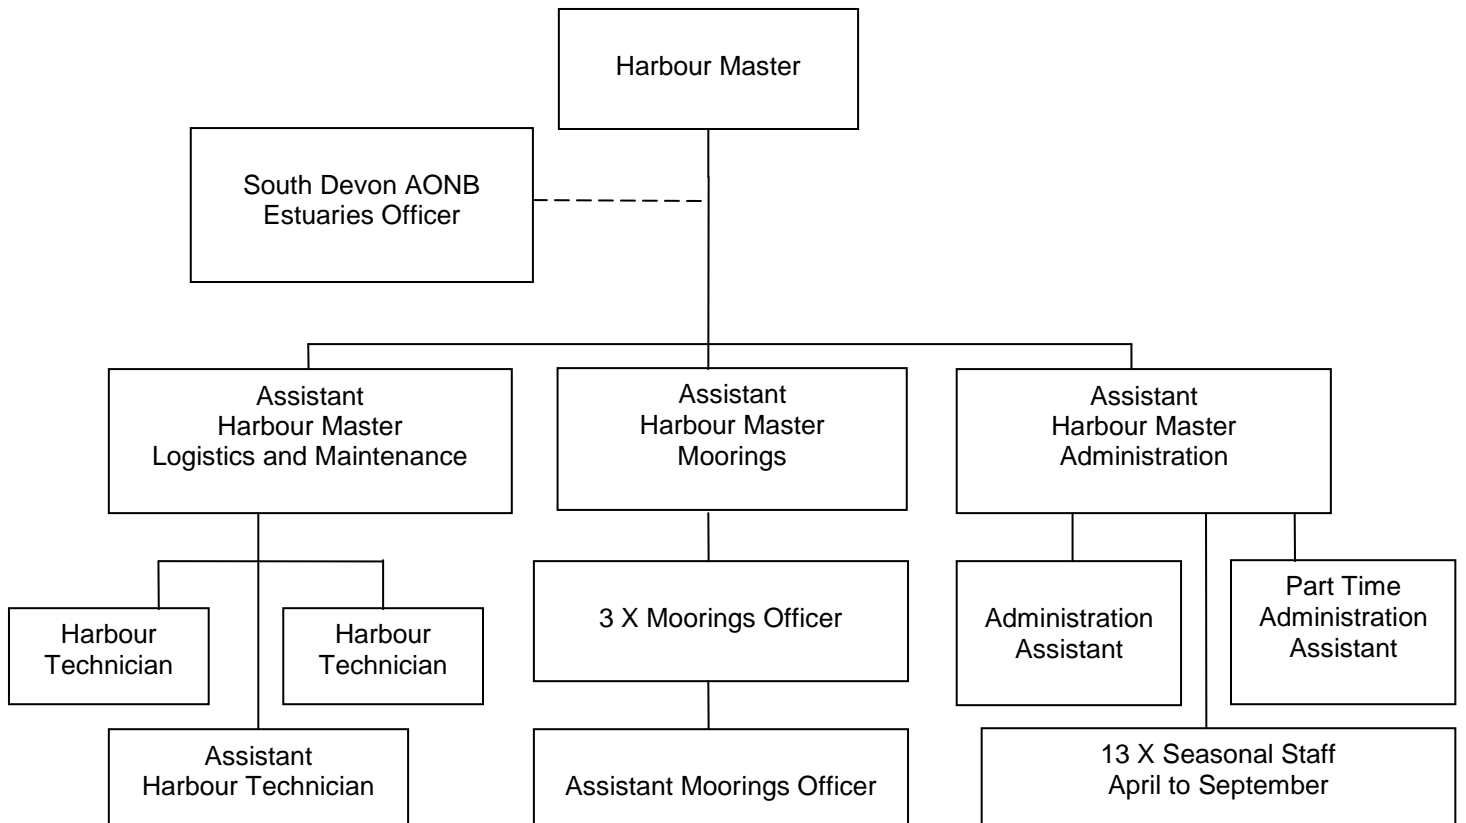 Harbour Master
South Devon AONB
Estuaries Officer
Assistant
Harbour Master
Logistics and Maintenance
Assistant
Harbour Master
Moorings
Assistant
Harbour Master
Administration
Harbour
Technician
Harbour
Technician
3 X Moorings Officer
Administration
Assistant
Part Time
Administration
Assistant
Assistant
Harbour Technician
Assistant Moorings Officer
13 X Seasonal Staff
April to September